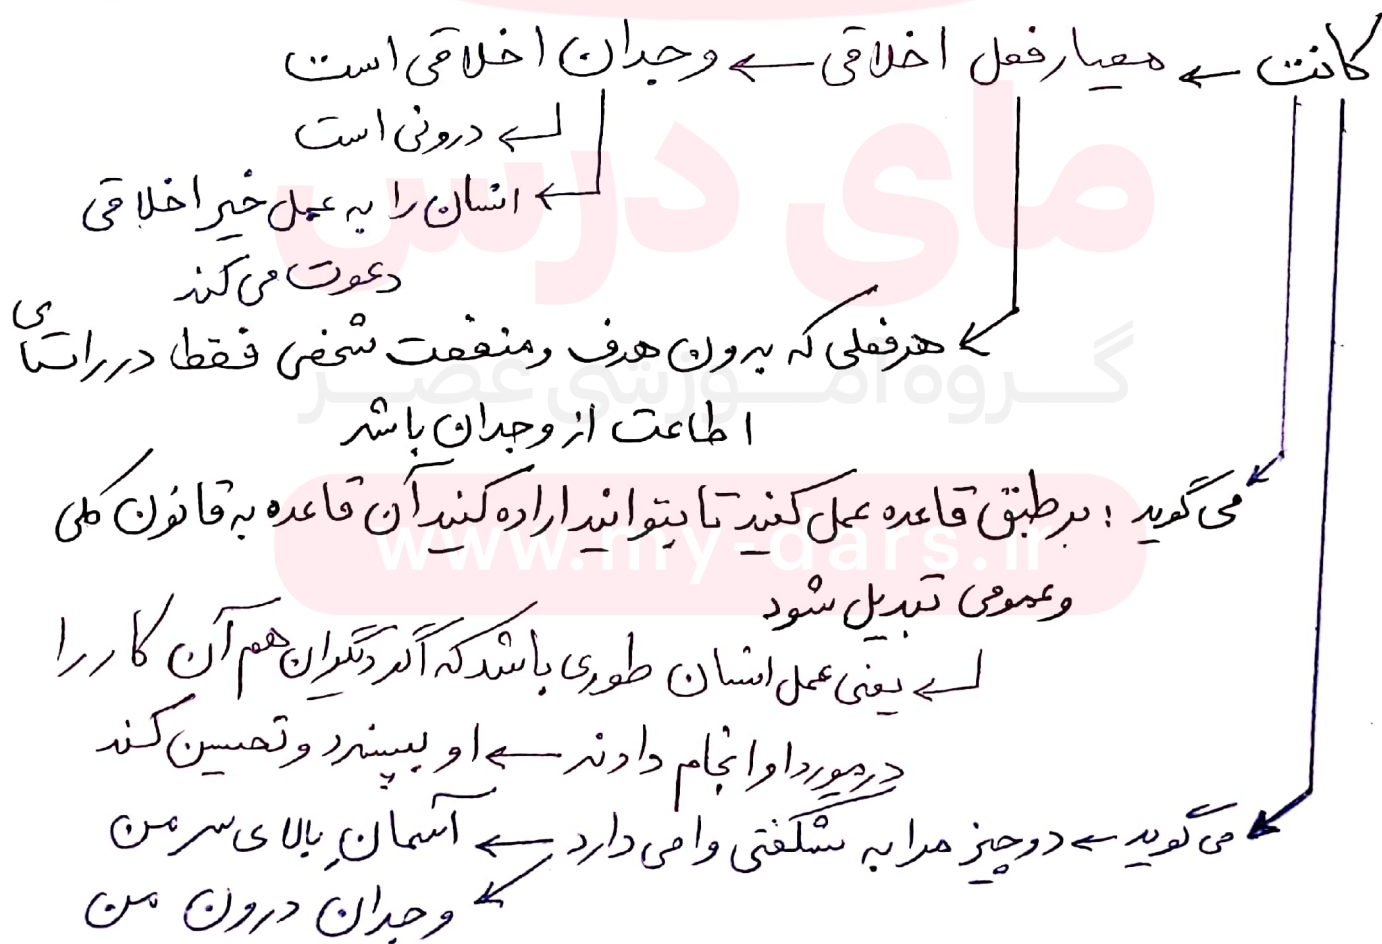 کانت ← معیار فعل اخلاقی ← وجدان اخلاقی است
← درونی است
← انسان را به عمل خیر اخلاقی
دعوت می کند
← هر فعلی که بدون هدف و منفعت شخصی فقط در راستای
اطاعت از وجدان باشد
← می گوید : بر طبق قاعده عمل کنید تا بتوانید اراده کنید آن قاعده به قانون کلی
و عمومی تبدیل شود
← یعنی عمل انسان طوری باشد که اگر دیگران هم آن کار را
در مورد او انجام دادند ← او بپسندد و تحسین کند
← می گوید ← دو چیز مرا به شگفتی وا می دارد ← آسمانِ بالای سر من
← وجدانِ درون من
مای درس
گروه آموزشی عصر
www.my-dars.ir